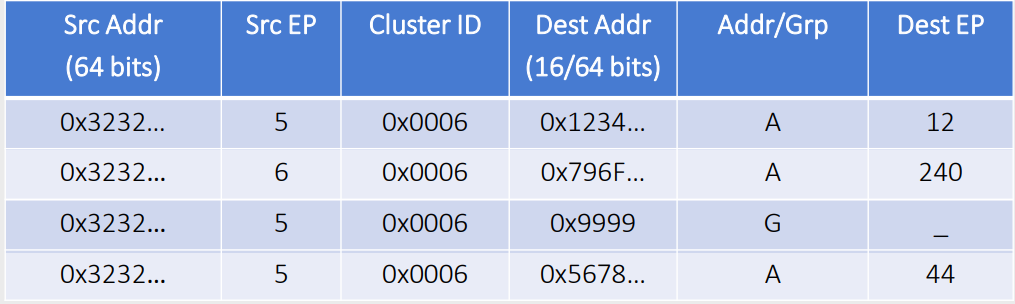 Src Addr (64 bits) Src EP Cluster ID Dest Addr (16/64 bits) Addr/Grp Dest EP
0x3232... 5 0x0006 0x1234... A 12
0x3232... 6 0x0006 0x796F... A 240
0x3232... 5 0x0006 0x9999 G _
0x3232... 5 0x0006 0x5678... A 44